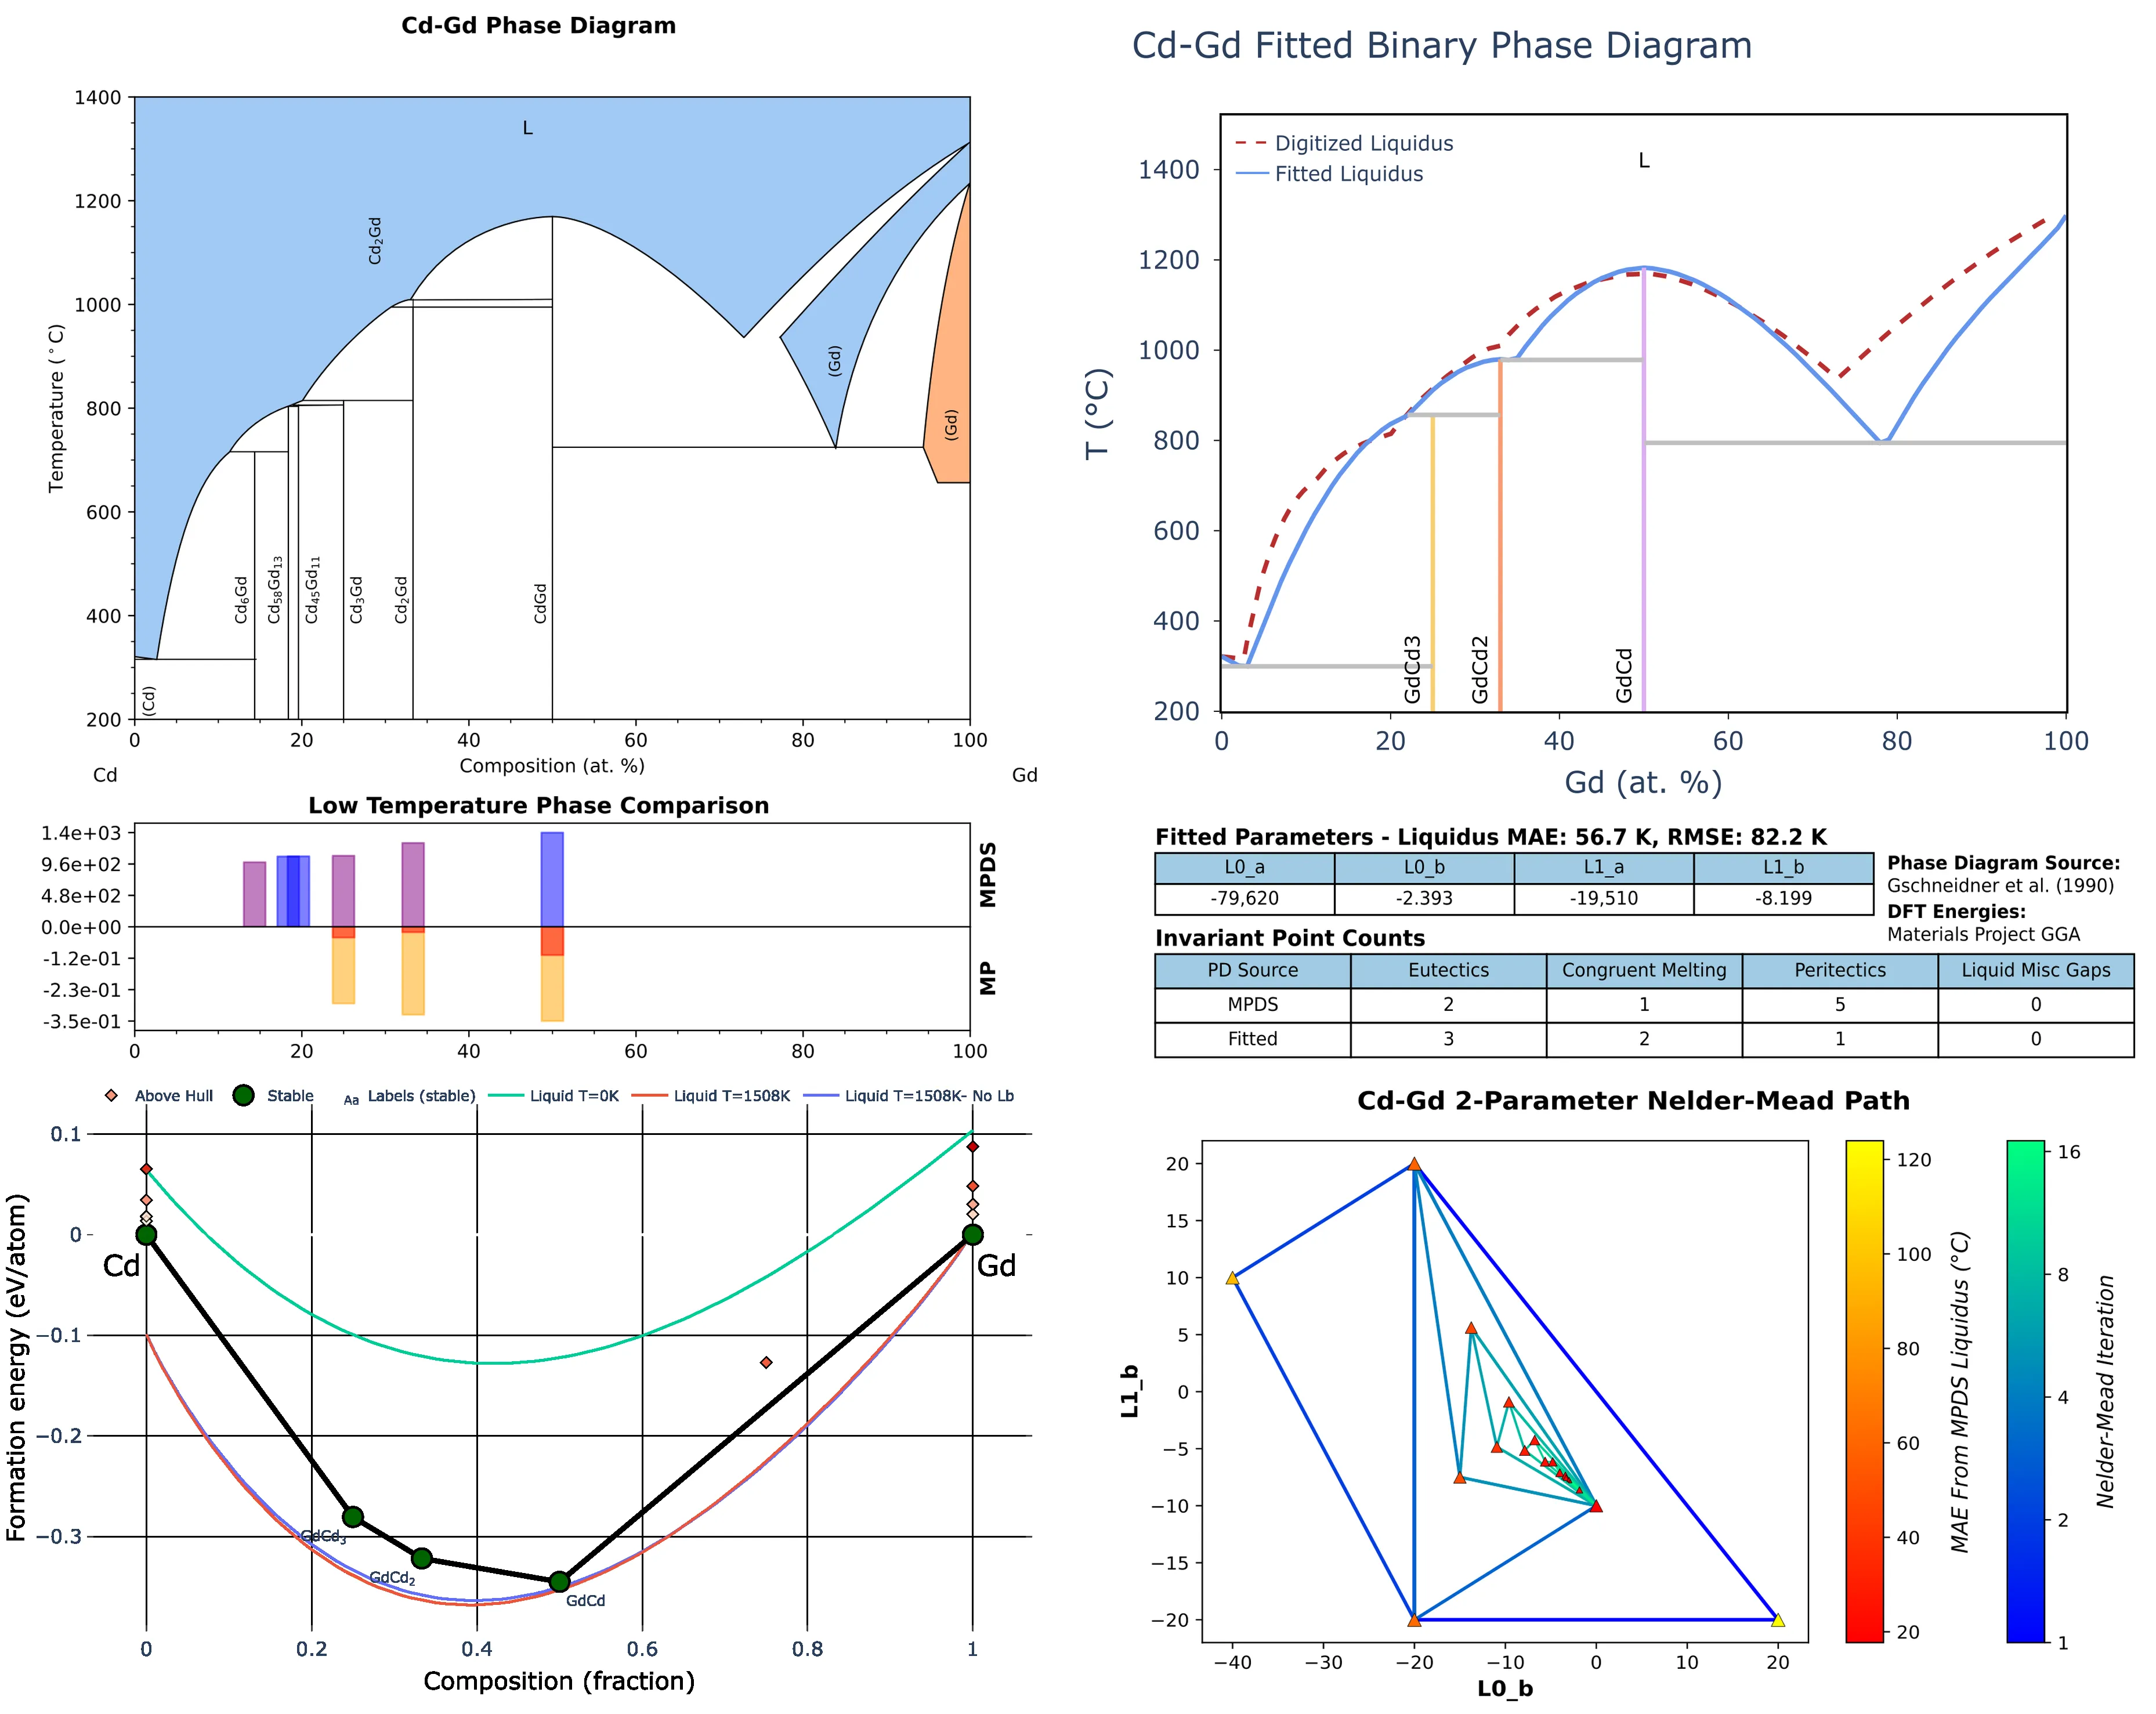 Cd-Gd Phase Diagram
1400
1200
1000
800
600
400
200
Temperature (°C)
L
Cd2Gd
(Gd)
(Gd)
Cd6Gd
Cd58Gd13
Cd45Gd11
Cd3Gd
Cd2Gd
CdGd
(Cd)
0 20 40 60 80 100
Composition (at. %)
Cd
Gd
Cd-Gd Fitted Binary Phase Diagram
Digitized Liquidus
Fitted Liquidus
L
1400
1200
1000
800
600
400
200
T (°C)
GdCd3
GdCd2
GdCd
0 20 40 60 80 100
Gd (at. %)
Low Temperature Phase Comparison
1.4e+03
9.6e+02
4.8e+02
0.0e+00
-1.2e-01
-2.3e-01
-3.5e-01
MPDS
MP
0 20 40 60 80 100
Fitted Parameters - Liquidus MAE: 56.7 K, RMSE: 82.2 K
L0_a L0_b L1_a L1_b
-79,620 -2.393 -19,510 -8.199
Phase Diagram Source:
Gschneidner et al. (1990)
DFT Energies:
Materials Project GGA
Invariant Point Counts
PD Source Eutectics Congruent Melting Peritectics Liquid Misc Gaps
MPDS 2 1 5 0
Fitted 3 2 1 0
Above Hull Stable Aa Labels (stable) Liquid T=0K Liquid T=1508K Liquid T=1508K- No Lb
0.1
0
−0.1
−0.2
−0.3
Formation energy (eV/atom)
Cd
Gd
GdCd3
GdCd2
GdCd
0 0.2 0.4 0.6 0.8 1
Composition (fraction)
Cd-Gd 2-Parameter Nelder-Mead Path
20
15
10
5
0
−5
−10
−15
−20
L1_b
−40 −30 −20 −10 0 10 20
L0_b
120
100
80
60
40
20
MAE From MPDS Liquidus (°C)
16
8
4
2
1
Nelder-Mead Iteration